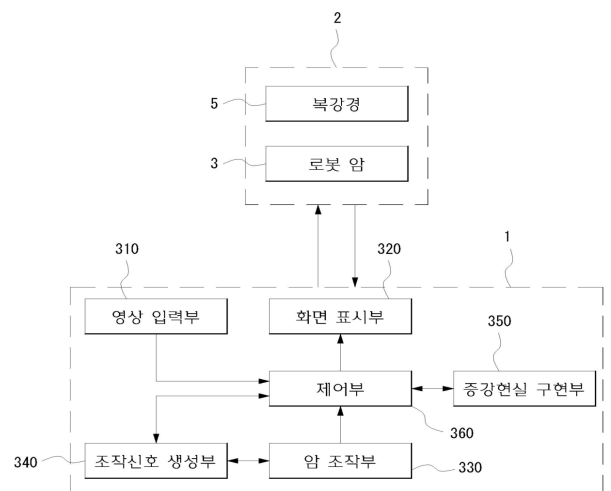 2
5
복강경
3
로봇 암
310
320
1
영상 입력부
화면 표시부
350
제어부
증강현실 구현부
360
340
조작신호 생성부
암 조작부
330